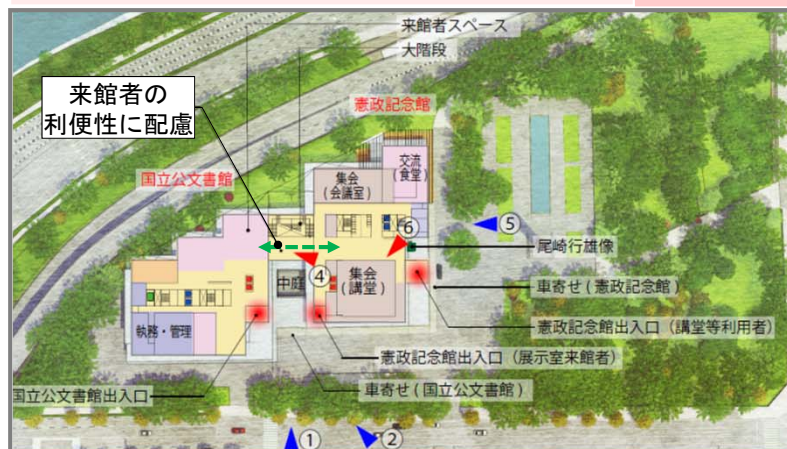 来館者スペース
大階段
来館者の
利便性に配慮
憲政記念館
国立公文書館
交流
(食堂)
集会
(会議室)
⑤
⑥
尾崎行雄像
④
中庭
集会
(講堂)
車寄せ(憲政記念館)
執務・管理
憲政記念館出入口(講堂等利用者)
憲政記念館出入口(展示室来館者)
車寄せ(国立公文書館)
国立公文書館出入口
①
②